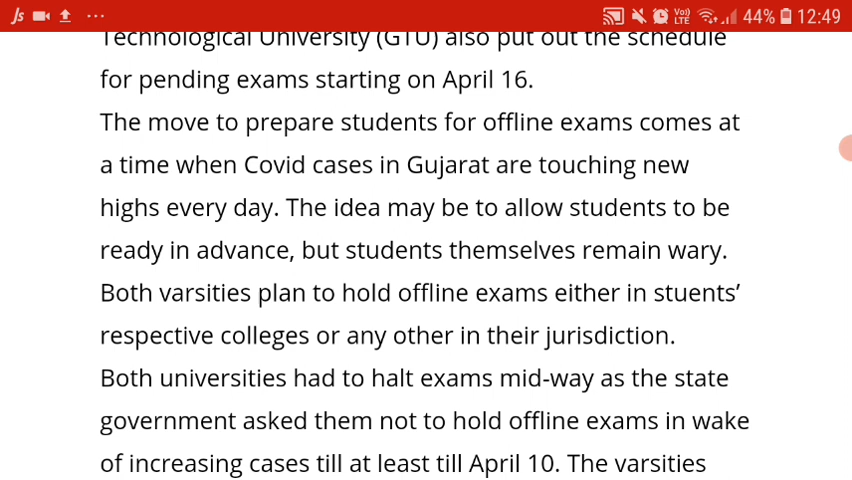 Js ... Vo)) LTE 44% 12:49
Technological University (GTU) also put out the schedule
for pending exams starting on April 16.
The move to prepare students for offline exams comes at
a time when Covid cases in Gujarat are touching new
highs every day. The idea may be to allow students to be
ready in advance, but students themselves remain wary.
Both varsities plan to hold offline exams either in stuents’
respective colleges or any other in their jurisdiction.
Both universities had to halt exams mid-way as the state
government asked them not to hold offline exams in wake
of increasing cases till at least till April 10. The varsities